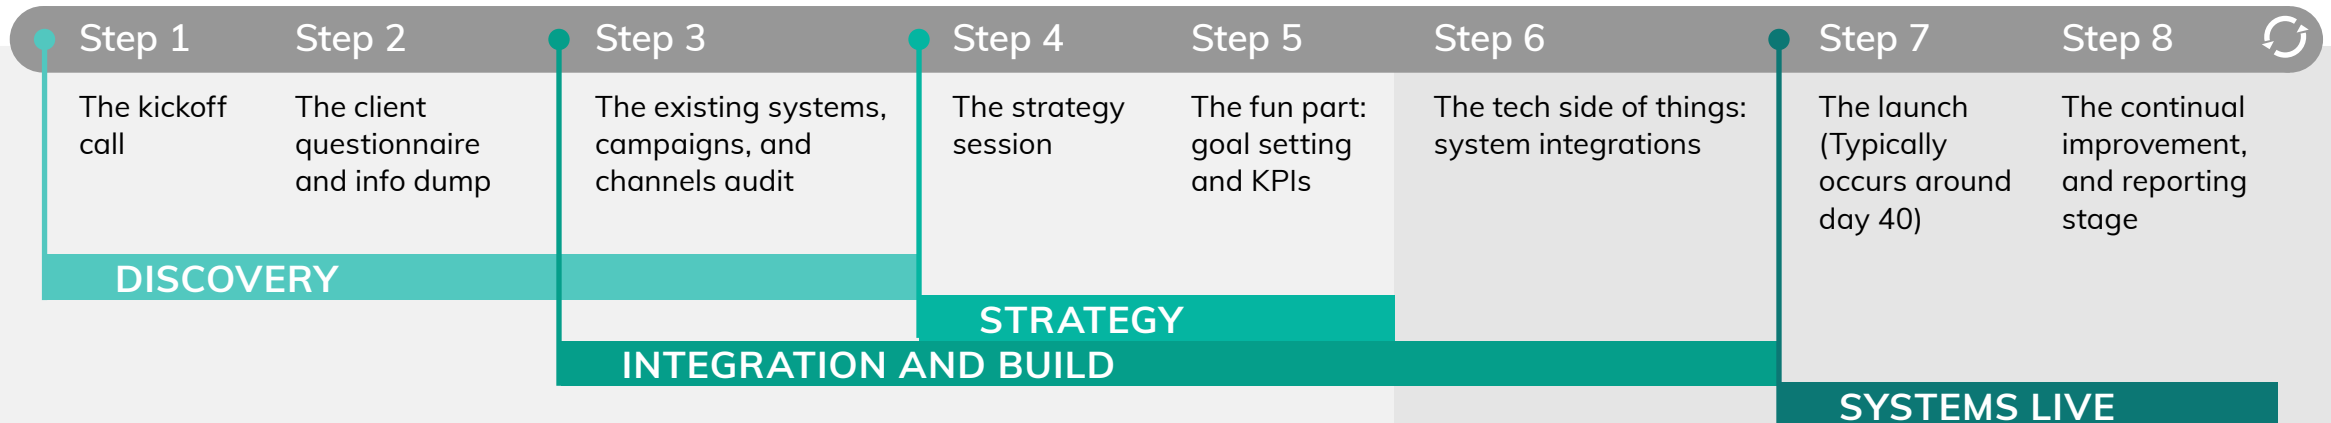 Step 1
Step 2
Step 3
Step 4
Step 5
Step 6
Step 7
Step 8
The kickoff
call
The client
questionnaire
and info dump
The existing systems,
campaigns, and
channels audit
The strategy
session
The fun part:
goal setting
and KPIs
The tech side of things:
system integrations
The launch
(Typically
occurs around
day 40)
The continual
improvement,
and reporting
stage
DISCOVERY
STRATEGY
INTEGRATION AND BUILD
SYSTEMS LIVE